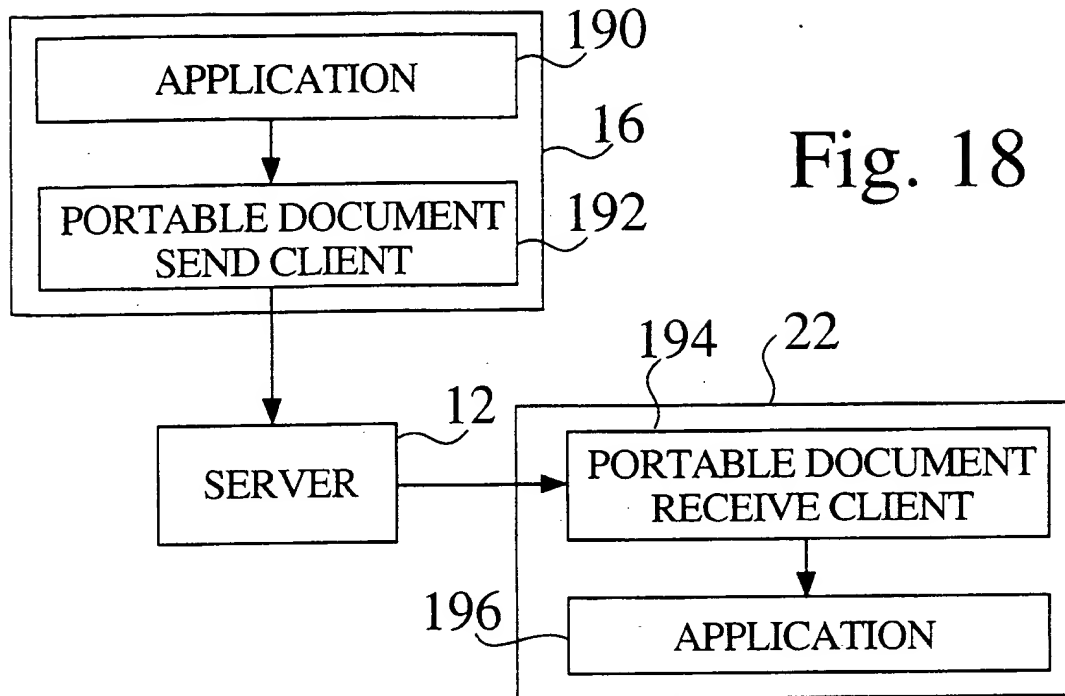 190
APPLICATION
16
Fig. 18
PORTABLE DOCUMENT
SEND CLIENT
192
194
22
12
SERVER
PORTABLE DOCUMENT
RECEIVE CLIENT
196
APPLICATION